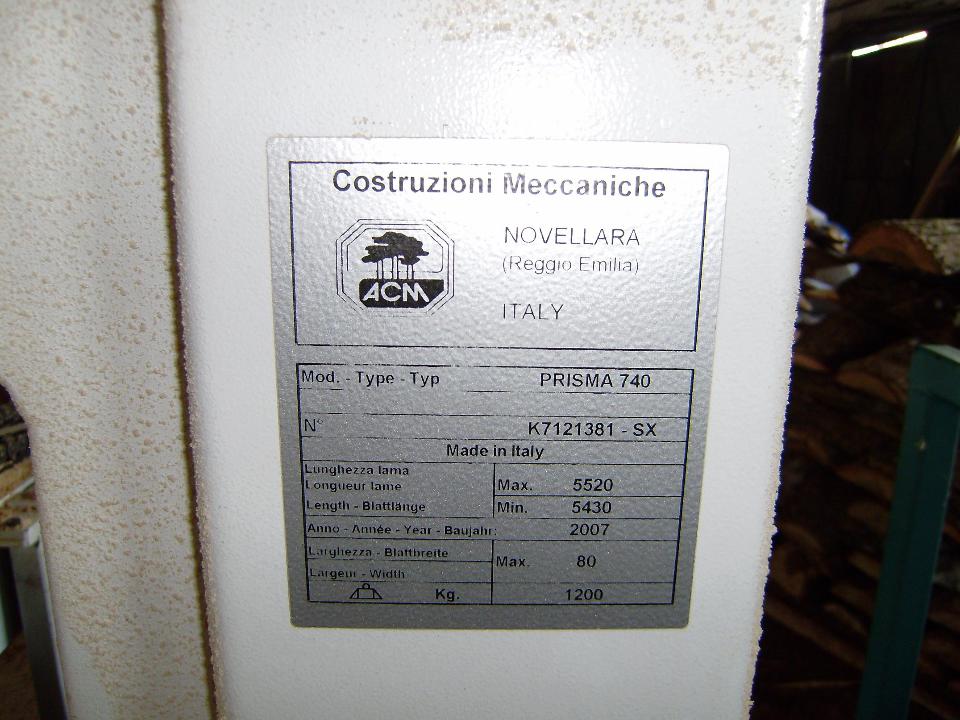 Costruzioni Meccaniche
ACM
NOVELLARA
(Reggio Emilia)
ITALY
Mod. - Type - Typ PRISMA 740
N° K7121381 - SX
Made in Italy
Lunghezza lama
Longueur lame Max. 5520
Length - Blattlänge Min. 5430
Anno - Année - Year - Baujahr: 2007
Larghezza - Blattbreite
Max. 80
Largeur - Width
Kg. 1200